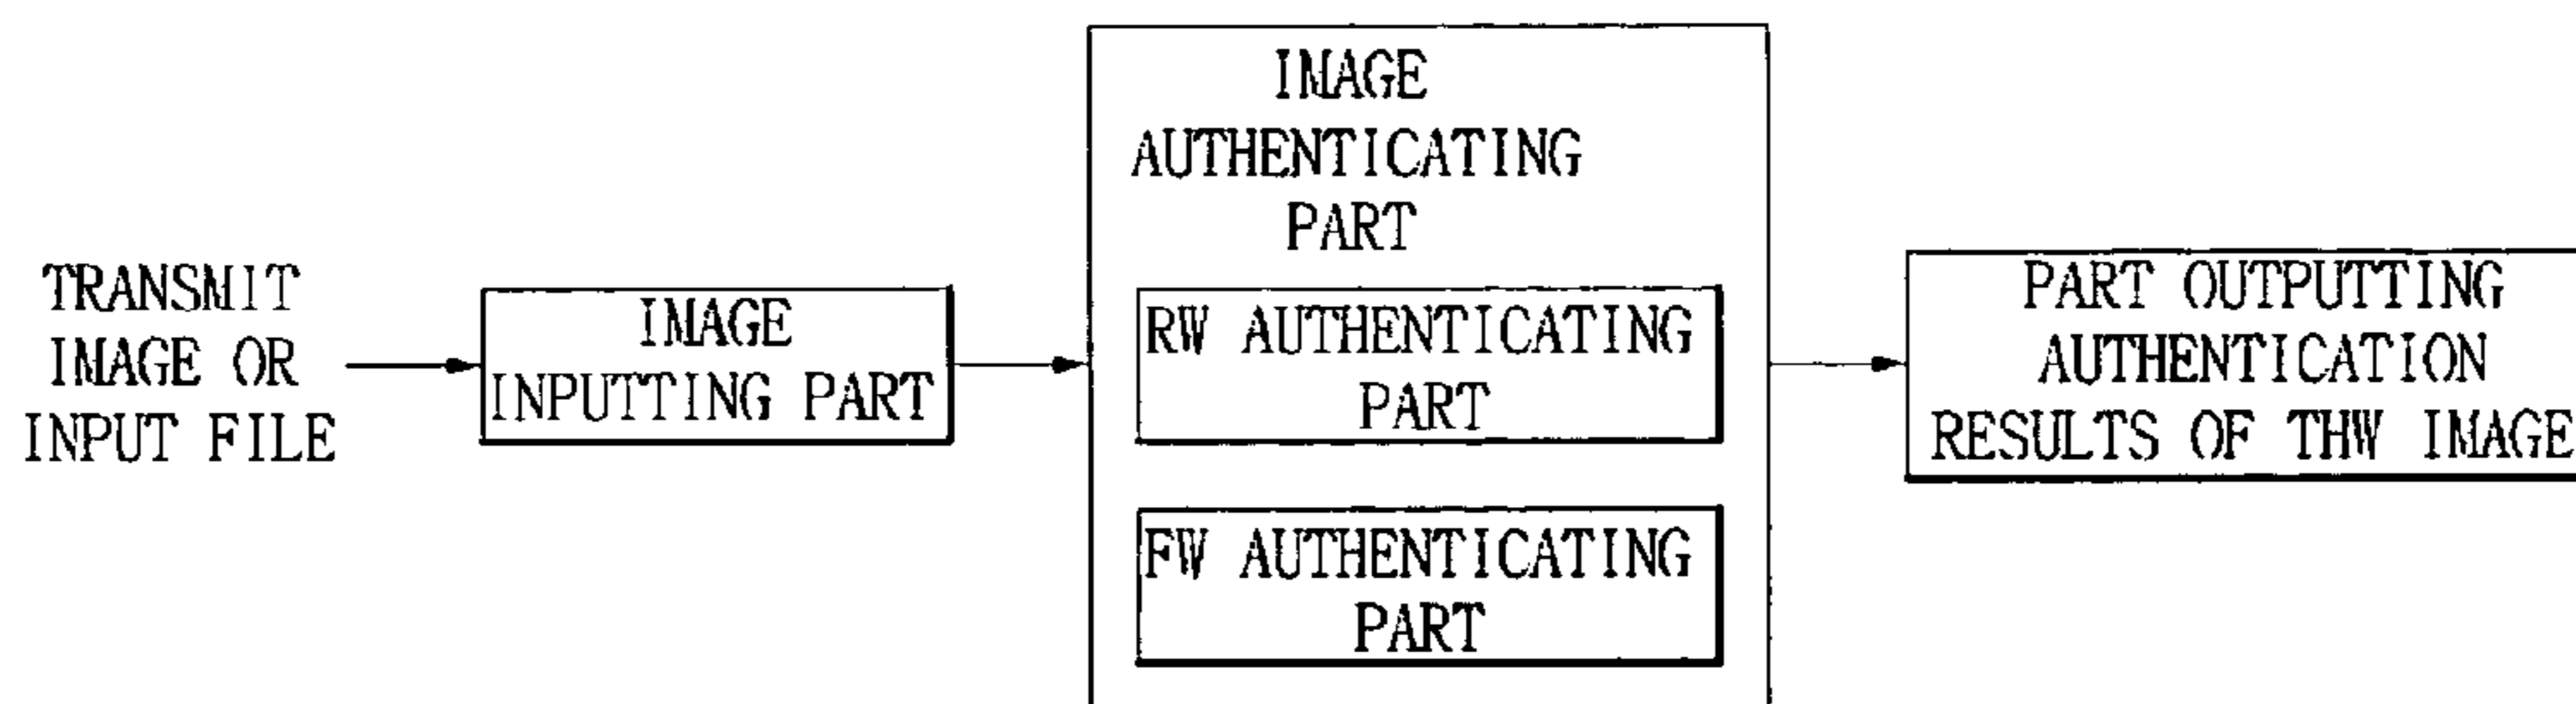 TRANSMIT
IMAGE OR
INPUT FILE
IMAGE
INPUTTING PART
IMAGE
AUTHENTICATING
PART
RW AUTHENTICATING
PART
FW AUTHENTICATING
PART
PART OUTPUTTING
AUTHENTICATION
RESULTS OF THW IMAGE